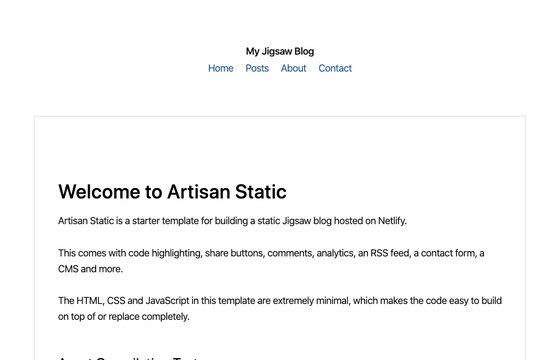 My Jigsaw Blog
Home Posts About Contact
Welcome to Artisan Static
Artisan Static is a starter template for building a static Jigsaw blog hosted on Netlify.
This comes with code highlighting, share buttons, comments, analytics, an RSS feed, a contact form, a
CMS and more.
The HTML, CSS and JavaScript in this template are extremely minimal, which makes the code easy to build
on top of or replace completely.